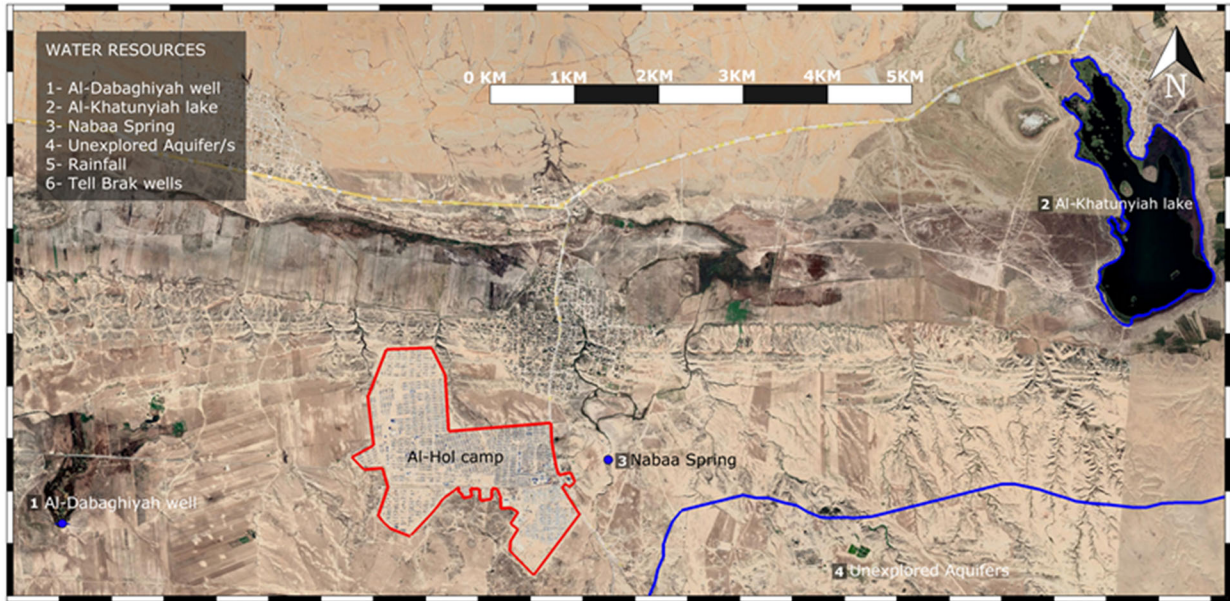 WATER RESOURCES
1- Al-Dabaghiyah well
2- Al-Khatunyiah lake
3- Nabaa Spring
4- Unexplored Aquifer/s
5- Rainfall
6- Tell Brak wells
0 KM 1KM 2KM 3KM 4KM 5KM
N
2 Al-Khatunyiah lake
Al-Hol camp
3 Nabaa Spring
1 Al-Dabaghiyah well
4 Unexplored Aquifers